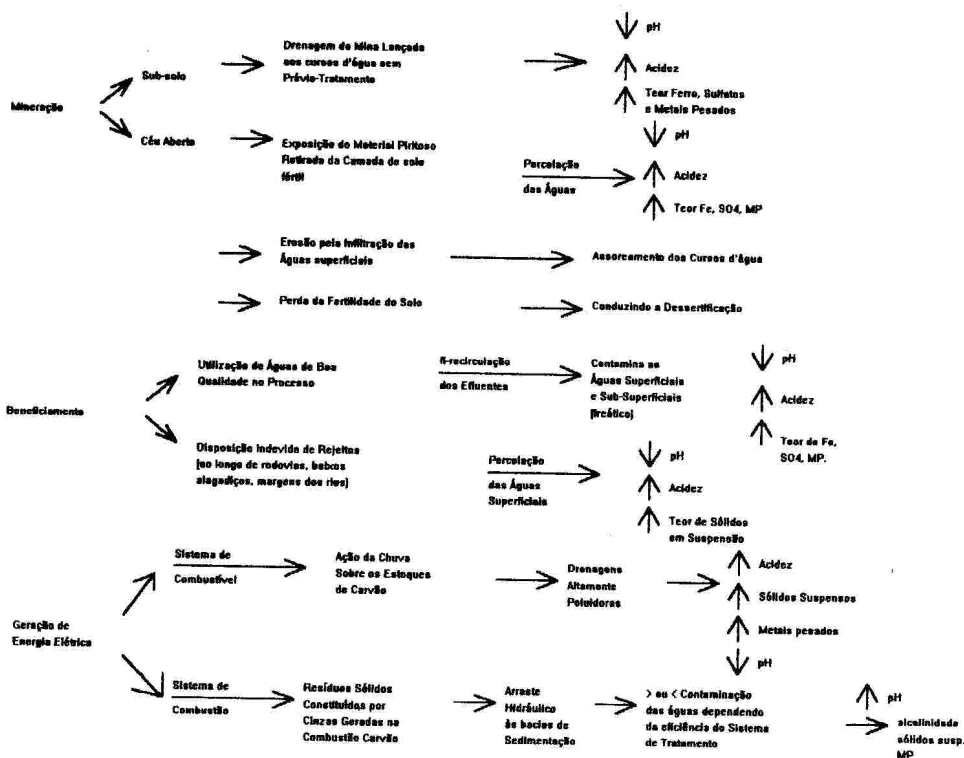 pH
Drenagem de Mina Lançada
aos cursos d'água sem
Prévio-Tratamento
Sub-solo
Acidez
Teor Ferro, Sulfatos
e Metais Pesados
Mineração
Céu Aberto
Exposição do Material Piritoso
Retirada da Camada de solo
fértil
Percolação
das Águas
pH
Acidez
Teor Fe, SO4, MP
Erosão pela Infiltração das
Águas superficiais
Assoreamento dos Cursos d'água
Perda da Fertilidade do Solo
Conduzindo a Dessertificação
Utilização de Águas de Boa
Qualidade no Processo
ñ-recirculação
dos Efluentes
Contamina as
Águas Superficiais
e Sub-Superficiais
(freático)
pH
Acidez
Teor de Fe,
SO4, MP.
Beneficiamento
Disposição Indevida de Rejeitos
(ao longo de rodovias, baixos
alagadiços, margens dos rios)
Percolação
das Águas
Superficiais
pH
Acidez
Teor de Sólidos
em Suspensão
Sistema de
Combustível
Ação da Chuva
Sobre os Estoques
de Carvão
Drenagens
Altamente
Poluidoras
Acidez
Sólidos Suspensos
Metais pesados
pH
Geração de
Energia Elétrica
Sistema de
Combustão
Resíduos Sólidos
Constituídos por
Cinzas Geradas na
Combustão Carvão
Arraste
Hidráulico
às bacias de
Sedimentação
> ou < Contaminação
das águas dependendo
da eficiência do Sistema
de Tratamento
pH
alcalinidade
sólidos susp.
MP